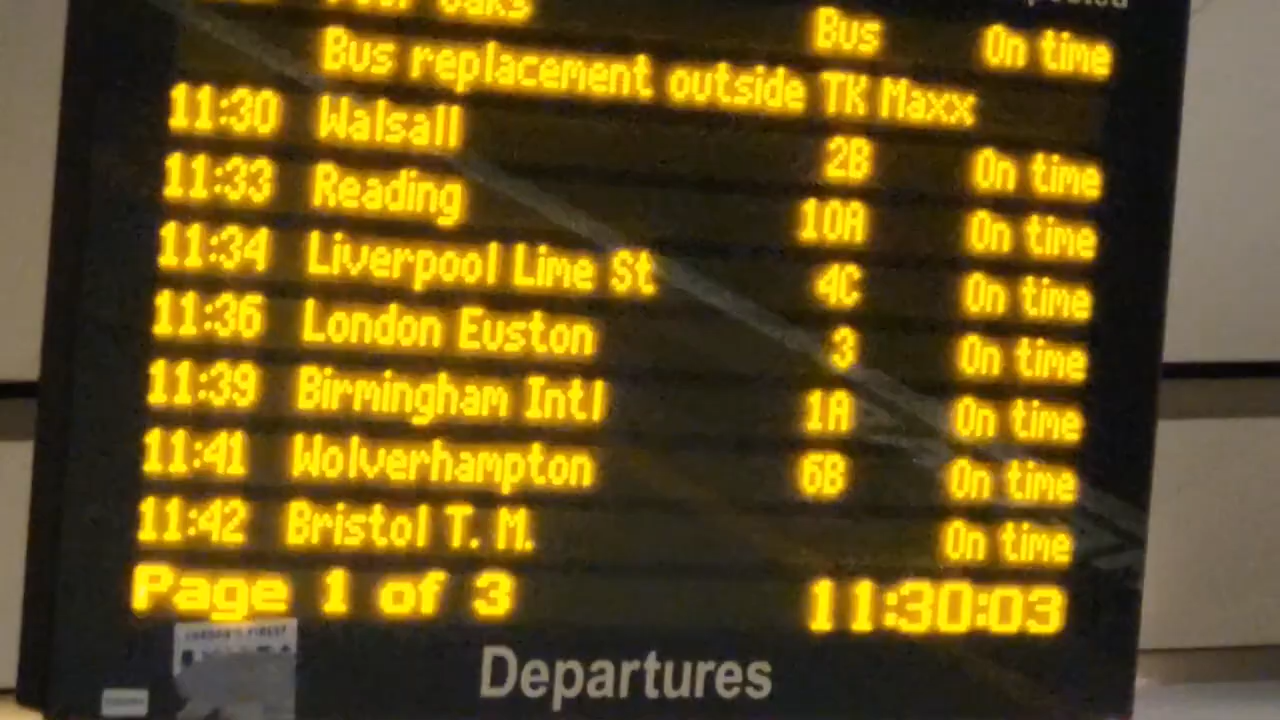 Oaks Bus On time
Bus replacement outside TK Maxx
11:30 Walsall 2B On time
11:33 Reading 10A On time
11:34 Liverpool Lime St 4C On time
11:36 London Euston 3 On time
11:39 Birmingham Intl 1A On time
11:41 Wolverhampton 6B On time
11:42 Bristol T. M. On time
Page 1 of 3 11:30:03
Departures